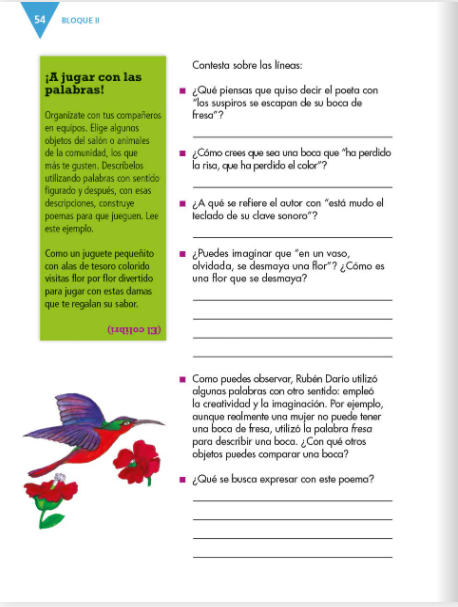 54
BLOQUE II
¡A jugar con las
palabras!
Organízate con tus compañeros
en equipos. Elige algunos
objetos del salón o animales
de la comunidad, los que
más te gusten. Descríbelos
utilizando palabras con sentido
figurado y después, con esas
descripciones, construye
poemas para que jueguen. Lee
este ejemplo.
Como un juguete pequeñito
con alas de tesoro colorido
visitas flor por flor divertido
para jugar con estas damas
que te regalan su sabor.
(El colibrí)
Contesta sobre las líneas:
¿Qué piensas que quiso decir el poeta con
"los suspiros se escapan de su boca de
fresa"?
¿Cómo crees que sea una boca que "ha perdido
la risa, que ha perdido el color"?
¿A qué se refiere el autor con "está mudo el
teclado de su clave sonoro"?
¿Puedes imaginar que "en un vaso,
olvidada, se desmaya una flor"? ¿Cómo es
una flor que se desmaya?
Como puedes observar, Rubén Darío utilizó
algunas palabras con otro sentido: empleó
la creatividad y la imaginación. Por ejemplo,
aunque realmente una mujer no puede tener
una boca de fresa, utilizó la palabra fresa
para describir una boca. ¿Con qué otros
objetos puedes comparar una boca?
¿Qué se busca expresar con este poema?